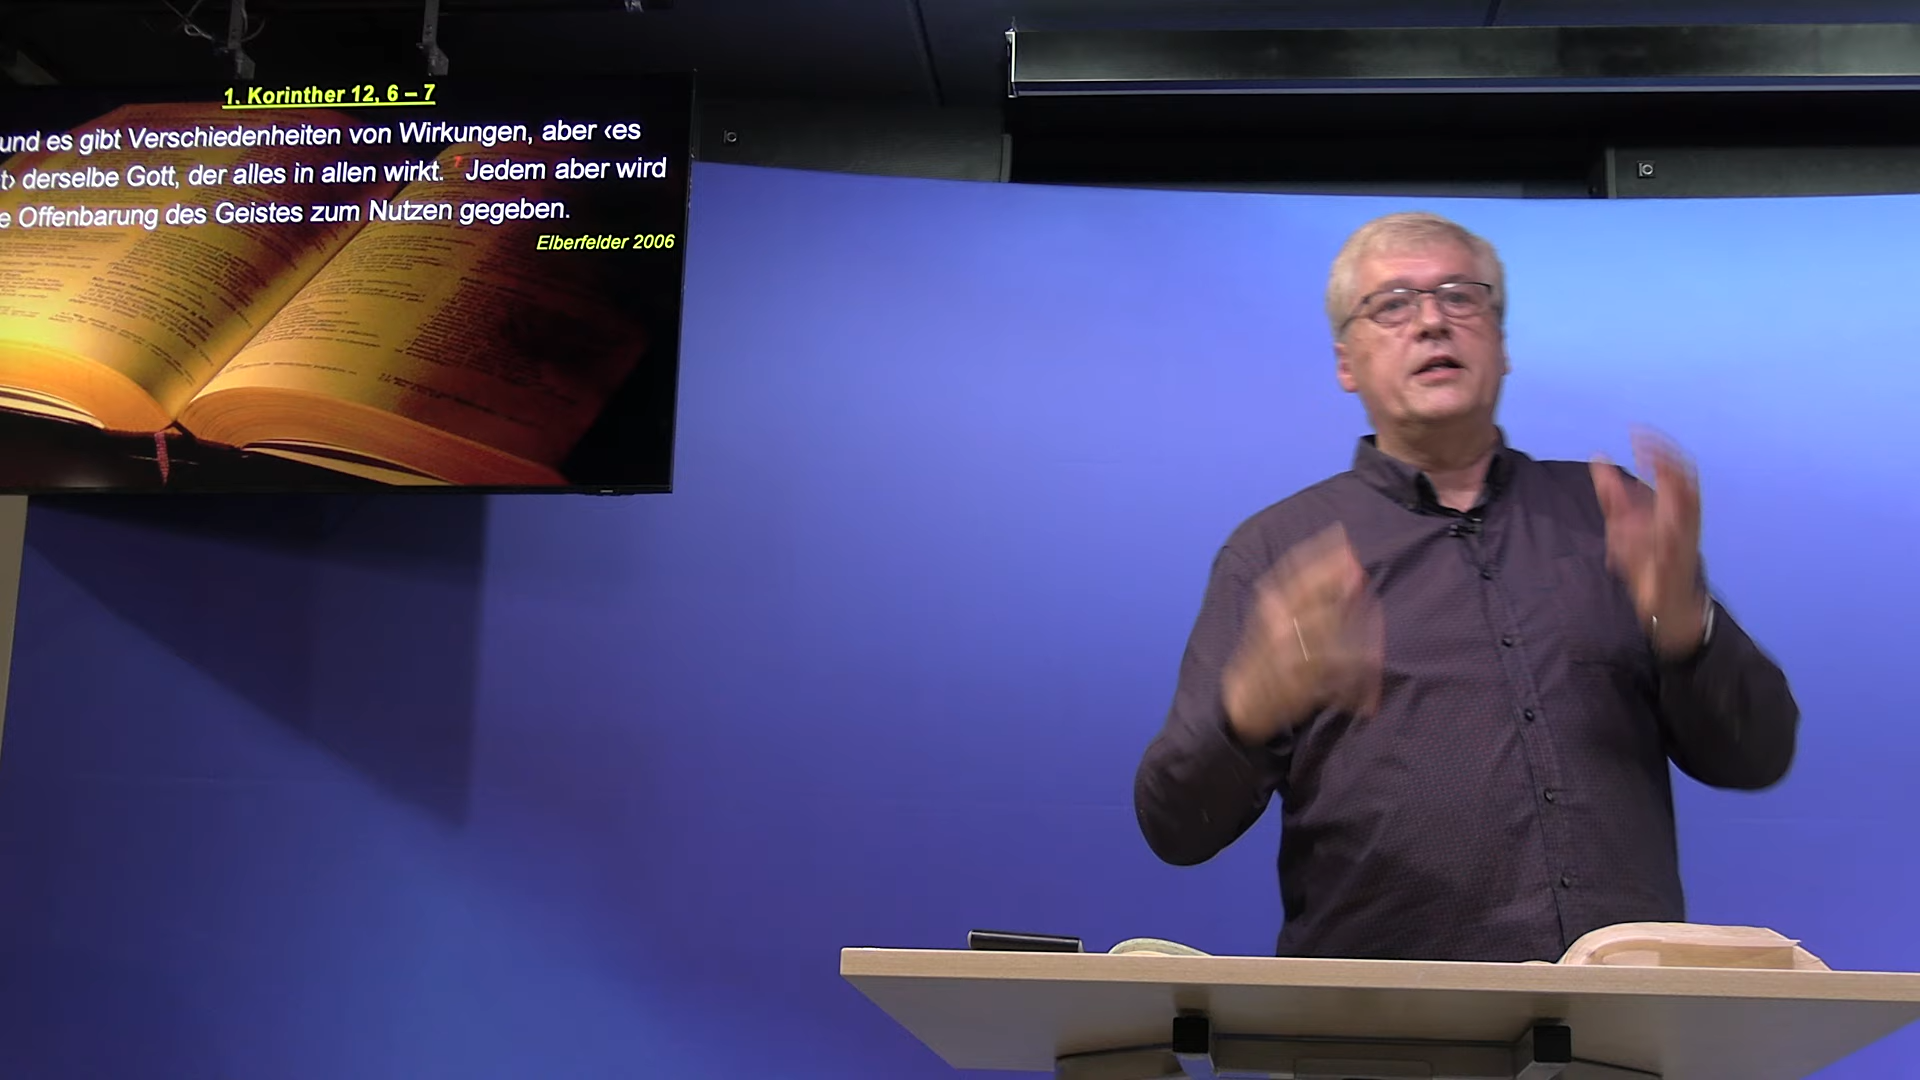 1. Korinther 12, 6 – 7
und es gibt Verschiedenheiten von Wirkungen, aber ‹es
t› derselbe Gott, der alles in allen wirkt. 7 Jedem aber wird
e Offenbarung des Geistes zum Nutzen gegeben.
Elberfelder 2006